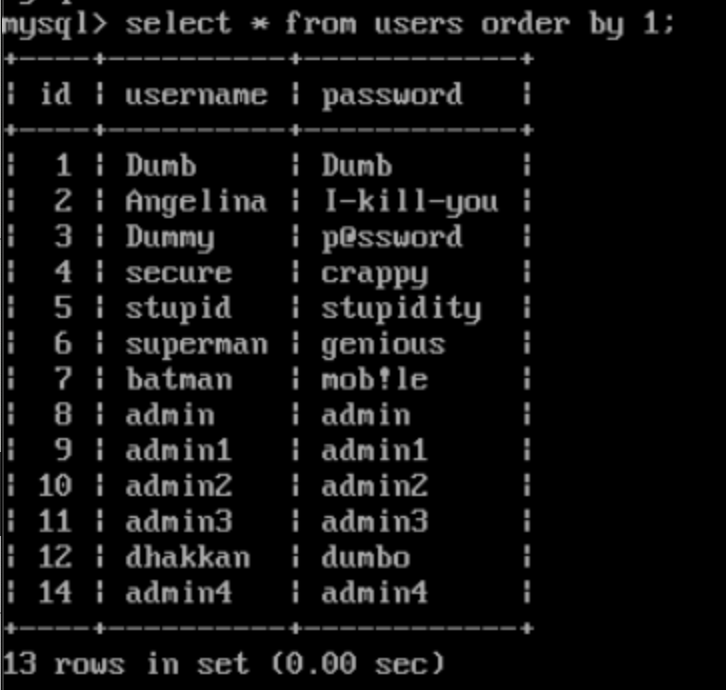 mysql> select * from users order by 1;
+----+----------+------------+
| id | username | password   |
+----+----------+------------+
|  1 | Dumb     | Dumb       |
|  2 | Angelina | I-kill-you |
|  3 | Dummy    | p@ssword   |
|  4 | secure   | crappy     |
|  5 | stupid   | stupidity  |
|  6 | superman | genious    |
|  7 | batman   | mob!le     |
|  8 | admin    | admin      |
|  9 | admin1   | admin1     |
| 10 | admin2   | admin2     |
| 11 | admin3   | admin3     |
| 12 | dhakkan  | dumbo      |
| 14 | admin4   | admin4     |
+----+----------+------------+
13 rows in set (0.00 sec)